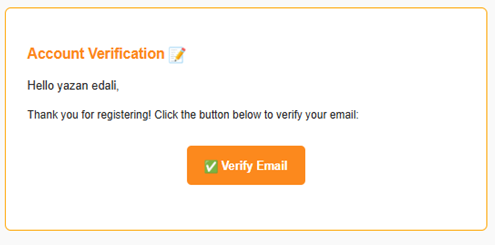 Account Verification 📝
Hello yazan edali,
Thank you for registering! Click the button below to verify your email:
✅ Verify Email